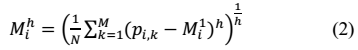 $M_i^h = \left(\frac{1}{N}\sum_{k=1}^{M}(p_{i,k} - M_i^1)^h\right)^{\frac{1}{h}}$ (2)